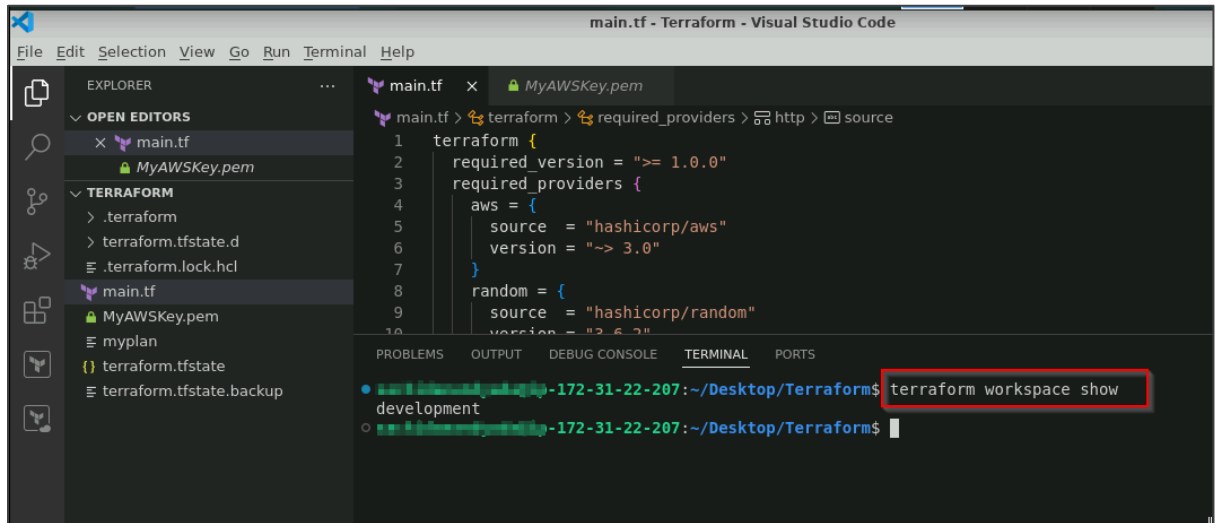 main.tf - Terraform - Visual Studio Code
File Edit Selection View Go Run Terminal Help
EXPLORER ...
OPEN EDITORS
main.tf
MyAWSKey.pem
TERRAFORM
.terraform
terraform.tfstate.d
.terraform.lock.hcl
main.tf
MyAWSKey.pem
myplan
{} terraform.tfstate
terraform.tfstate.backup
main.tf × MyAWSKey.pem
main.tf > terraform > required_providers > http > source
1 terraform {
2 required_version = ">= 1.0.0"
3 required_providers {
4 aws = {
5 source = "hashicorp/aws"
6 version = "~> 3.0"
7 }
8 random = {
9 source = "hashicorp/random"
10 version = "3.6.2"
PROBLEMS OUTPUT DEBUG CONSOLE TERMINAL PORTS
-172-31-22-207:~/Desktop/Terraform$ terraform workspace show
development
-172-31-22-207:~/Desktop/Terraform$